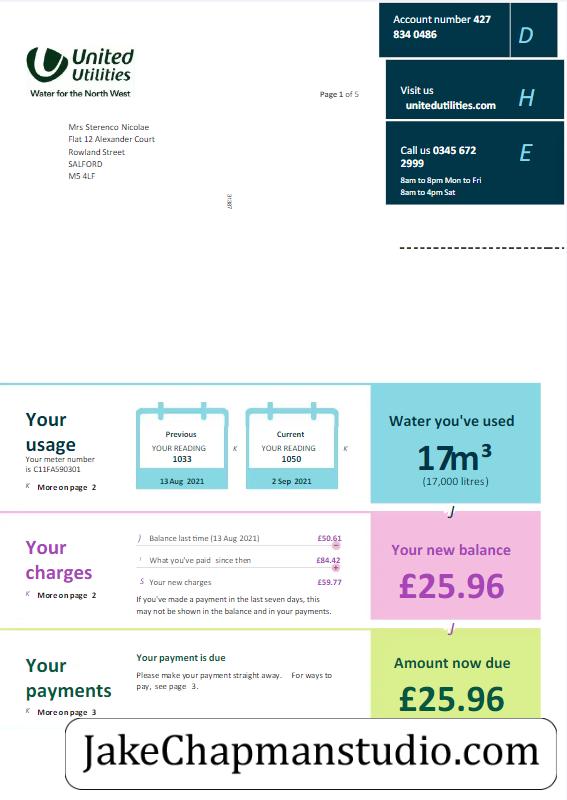 Account number 427
834 0486
D
United
Utilities
Water for the North West
Page 1 of 5
Visit us
unitedutilities.com
H
Mrs Sterenco Nicolae
Flat 12 Alexander Court
Rowland Street
SALFORD
M5 4LF
Call us 0345 672
2999
E
8am to 8pm Mon to Fri
8am to 4pm Sat
Your
usage
Your meter number
is C11FA590301
K More on page 2
Previous
YOUR READING
1033
13 Aug 2021
K
Current
YOUR READING
1050
2 Sep 2021
K
Water you've used
17m³
(17,000 litres)
J
Your
charges
K More on page 2
J Balance last time (13 Aug 2021) £50.61
What you've paid since then £84.42
S Your new charges £59.77
If you've made a payment in the last seven days, this
may not be shown in the balance and in your payments.
Your new balance
£25.96
J
Your
payments
K More on page 3
Your payment is due
Please make your payment straight away. For ways to
pay, see page 3.
Amount now due
£25.96
JakeChapmanstudio.com